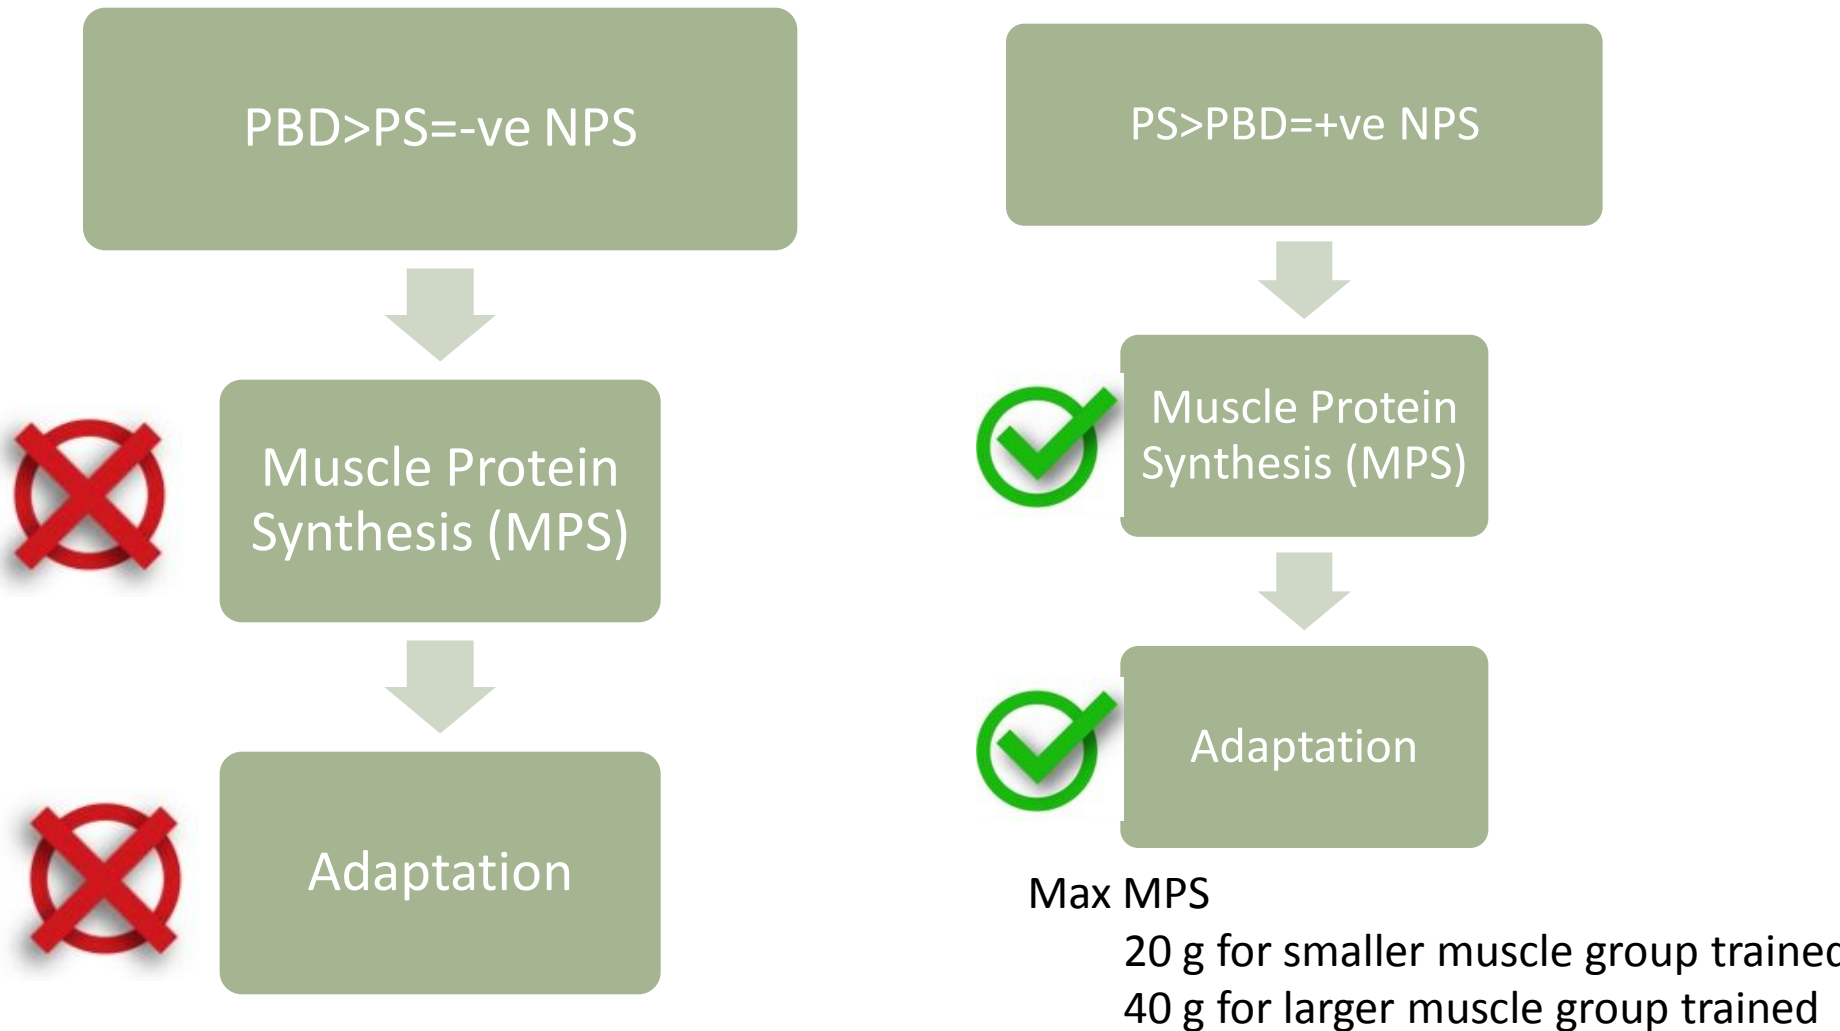 PBD>PS=-ve NPS
Muscle Protein
Synthesis (MPS)
Adaptation
PS>PBD=+ve NPS
Muscle Protein
Synthesis (MPS)
Adaptation
Max MPS
20 g for smaller muscle group trained
40 g for larger muscle group trained